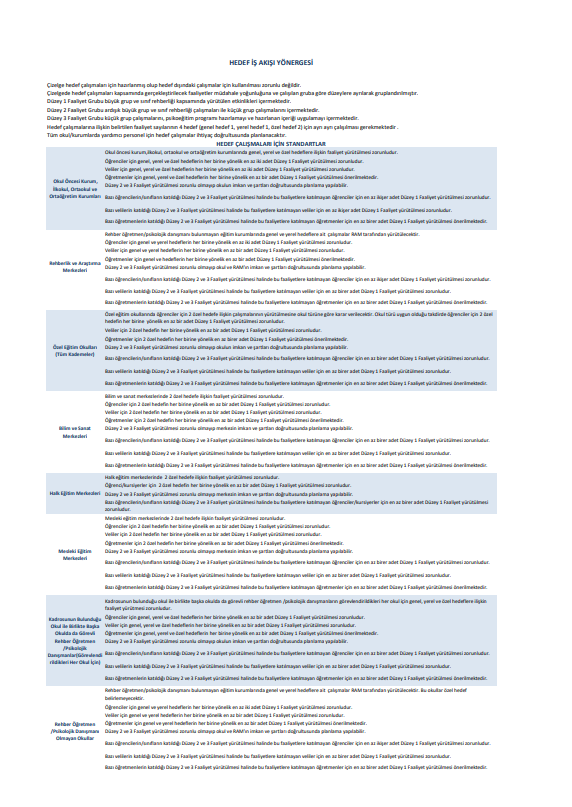 HEDEF İŞ AKIŞI YÖNERGESİ
Çizelge hedef çalışmaları için hazırlanmış olup hedef dışındaki çalışmalar için kullanılması zorunlu değildir.
Çizelgede hedef çalışmaları kapsamında gerçekleştirilecek faaliyetler müdahale yoğunluğuna ve çalışılan gruba göre düzeylere ayrılarak gruplandırılmıştır.
Düzey 1 Faaliyet Grubu büyük grup ve sınıf rehberliği kapsamında yürütülen etkinlikleri içermektedir.
Düzey 2 Faaliyet Grubu ardışık büyük grup ve sınıf rehberliği çalışmaları ile küçük grup çalışmalarını içermektedir.
Düzey 3 Faaliyet Grubu küçük grup çalışmalarını, psikoeğitim programı hazırlamayı ve hazırlanan içeriği uygulamayı içermektedir.
Hedef çalışmalarına ilişkin belirtilen faaliyet sayılarının 4 hedef (genel hedef 1, yerel hedef 1, özel hedef 2) için ayrı ayrı çalışılması gerekmektedir.
Tüm okul/kurumlarda yardımcı personel için hedef çalışmalar ihtiyaç doğrultusunda planlanacaktır.
HEDEF ÇALIŞMALARI İÇİN STANDARTLAR
Okul Öncesi Kurum,
İlkokul, Ortaokul ve
Ortaöğretim Kurumları
Okul öncesi kurum,ilkokul, ortaokul ve ortaöğretim kurumlarında genel, yerel ve özel hedeflere ilişkin faaliyet yürütülmesi zorunludur.
Öğrenciler için genel, yerel ve özel hedeflerin her birine yönelik en az iki adet Düzey 1 Faaliyet yürütülmesi zorunludur.
Veliler için genel, yerel ve özel hedeflerin her birine yönelik en az bir adet Düzey 1 Faaliyet yürütülmesi zorunludur.
Öğretmenler için genel, yerel ve özel hedeflerin her birine yönelik en az bir adet Düzey 1 Faaliyet yürütülmesi önerilmektedir.
Düzey 2 ve 3 Faaliyet yürütülmesi zorunlu olmayıp okulun imkan ve şartları doğrultusunda planlama yapılabilir.
Bazı öğrencilerin/sınıfların katıldığı Düzey 2 ve 3 Faaliyet yürütülmesi halinde bu faaliyetlere katılmayan öğrenciler için en az ikişer adet Düzey 1 Faaliyet yürütülmesi zorunludur.
Bazı velilerin katıldığı Düzey 2 ve 3 Faaliyet yürütülmesi halinde bu faaliyetlere katılmayan veliler için en az ikişer adet Düzey 1 Faaliyet yürütülmesi zorunludur.
Bazı öğretmenlerin katıldığı Düzey 2 ve 3 Faaliyet yürütülmesi halinde bu faaliyetlere katılmayan öğretmenler için en az birer adet Düzey 1 Faaliyet yürütülmesi önerilmektedir.
Rehberlik ve Araştırma
Merkezleri
Rehber öğretmen/psikolojik danışmanı bulunmayan eğitim kurumlarında genel ve yerel hedeflere ait çalışmalar RAM tarafından yürütülecektir.
Öğrenciler için genel ve yerel hedeflerin her birine yönelik en az iki adet Düzey 1 Faaliyet yürütülmesi zorunludur.
Veliler için genel ve yerel hedeflerin her birine yönelik en az bir adet Düzey 1 Faaliyet yürütülmesi zorunludur.
Öğretmenler için genel ve yerel hedeflerin her birine yönelik en az bir adet Düzey 1 Faaliyet yürütülmesi önerilmektedir.
Düzey 2 ve 3 Faaliyet yürütülmesi zorunlu olmayıp okul ve RAM'ın imkan ve şartları doğrultusunda planlama yapılabilir.
Bazı öğrencilerin/sınıfların katıldığı Düzey 2 ve 3 Faaliyet yürütülmesi halinde bu faaliyetlere katılmayan öğrenciler için en az ikişer adet Düzey 1 Faaliyet yürütülmesi zorunludur.
Bazı velilerin katıldığı Düzey 2 ve 3 Faaliyet yürütülmesi halinde bu faaliyetlere katılmayan veliler için en az birer adet Düzey 1 Faaliyet yürütülmesi zorunludur.
Bazı öğretmenlerin katıldığı Düzey 2 ve 3 Faaliyet yürütülmesi halinde bu faaliyetlere katılmayan öğretmenler için en az birer adet Düzey 1 Faaliyet yürütülmesi önerilmektedir.
Özel Eğitim Okulları
(Tüm Kademeler)
Özel eğitim okullarında öğrenciler için 2 özel hedefe ilişkin çalışmalarının yürütülmesine okul türüne göre karar verilecektir. Okul türü uygun olduğu takdirde öğrenciler için 2 özel
hedefin her birine yönelik en az bir adet Düzey 1 Faaliyet yürütülmesi zorunludur.
Veliler için 2 özel hedefin her birine yönelik en az bir adet Düzey 1 Faaliyet yürütülmesi zorunludur.
Öğretmenler için 2 özel hedefin her birine yönelik en az bir adet Düzey 1 Faaliyet yürütülmesi önerilmektedir.
Düzey 2 ve 3 Faaliyet yürütülmesi zorunlu olmayıp okulun imkan ve şartları doğrultusunda planlama yapılabilir.
Bazı öğrencilerin/sınıfların katıldığı Düzey 2 ve 3 Faaliyet yürütülmesi halinde bu faaliyetlere katılmayan öğrenciler için en az birer adet Düzey 1 Faaliyet yürütülmesi zorunludur.
Bazı velilerin katıldığı Düzey 2 ve 3 Faaliyet yürütülmesi halinde bu faaliyetlere katılmayan veliler için en az birer adet Düzey 1 Faaliyet yürütülmesi zorunludur.
Bazı öğretmenlerin katıldığı Düzey 2 ve 3 Faaliyet yürütülmesi halinde bu faaliyetlere katılmayan öğretmenler için en az birer adet Düzey 1 Faaliyet yürütülmesi önerilmektedir.
Bilim ve Sanat
Merkezleri
Bilim ve sanat merkezlerinde 2 özel hedefe ilişkin faaliyet yürütülmesi zorunludur.
Öğrenciler için 2 özel hedefin her birine yönelik en az bir adet Düzey 1 Faaliyet yürütülmesi zorunludur.
Veliler için 2 özel hedefin her birine yönelik en az bir adet Düzey 1 Faaliyet yürütülmesi zorunludur.
Öğretmenler için 2 özel hedefin her birine yönelik en az bir adet Düzey 1 Faaliyet yürütülmesi önerilmektedir.
Düzey 2 ve 3 Faaliyet yürütülmesi zorunlu olmayıp merkezin imkan ve şartları doğrultusunda planlama yapılabilir.
Bazı öğrencilerin/sınıfların katıldığı Düzey 2 ve 3 Faaliyet yürütülmesi halinde bu faaliyetlere katılmayan öğrenciler için en az birer adet Düzey 1 Faaliyet yürütülmesi zorunludur.
Bazı velilerin katıldığı Düzey 2 ve 3 Faaliyet yürütülmesi halinde bu faaliyetlere katılmayan veliler için en az birer adet Düzey 1 Faaliyet yürütülmesi zorunludur.
Bazı öğretmenlerin katıldığı Düzey 2 ve 3 Faaliyet yürütülmesi halinde bu faaliyetlere katılmayan öğretmenler için en az birer adet Düzey 1 Faaliyet yürütülmesi önerilmektedir.
Halk Eğitim Merkezleri
Halk eğitim merkezlerinde 2 özel hedefe ilişkin faaliyet yürütülmesi zorunludur.
Öğrenci/kursiyerler için 2 özel hedefin her birine yönelik en az bir adet Düzey 1 Faaliyet yürütülmesi zorunludur.
Düzey 2 ve 3 Faaliyet yürütülmesi zorunlu olmayıp merkezin imkan ve şartları doğrultusunda planlama yapılabilir.
Bazı öğrencilerin/sınıfların katıldığı Düzey 2 ve 3 Faaliyet yürütülmesi halinde bu faaliyetlere katılmayan öğrenciler/kursiyerler için en az birer adet Düzey 1 Faaliyet yürütülmesi
zorunludur.
Mesleki Eğitim
Merkezleri
Mesleki eğitim merkezlerinde 2 özel hedefe ilişkin faaliyet yürütülmesi zorunludur.
Öğrenciler için 2 özel hedefin her birine yönelik en az bir adet Düzey 1 Faaliyet yürütülmesi zorunludur.
Veliler için 2 özel hedefin her birine yönelik en az bir adet Düzey 1 Faaliyet yürütülmesi zorunludur.
Öğretmenler için 2 özel hedefin her birine yönelik en az bir adet Düzey 1 Faaliyet yürütülmesi önerilmektedir.
Düzey 2 ve 3 Faaliyet yürütülmesi zorunlu olmayıp merkezin imkan ve şartları doğrultusunda planlama yapılabilir.
Bazı öğrencilerin/sınıfların katıldığı Düzey 2 ve 3 Faaliyet yürütülmesi halinde bu faaliyetlere katılmayan öğrenciler için en az birer adet Düzey 1 Faaliyet yürütülmesi zorunludur.
Bazı velilerin katıldığı Düzey 2 ve 3 Faaliyet yürütülmesi halinde bu faaliyetlere katılmayan veliler için en az birer adet Düzey 1 Faaliyet yürütülmesi zorunludur.
Bazı öğretmenlerin katıldığı Düzey 2 ve 3 Faaliyet yürütülmesi halinde bu faaliyetlere katılmayan öğretmenler için en az birer adet Düzey 1 Faaliyet yürütülmesi önerilmektedir.
Kadrosunun Bulunduğu
Okul ile Birlikte Başka
Okulda da Görevli
Rehber Öğretmen
/Psikolojik
Danışmanlar(Görevlendi
rildikleri Her Okul İçin)
Kadrosunun bulunduğu okul ile birlikte başka okulda da görevli rehber öğretmen /psikolojik danışmanların görevlendirildikleri her okul için genel, yerel ve özel hedeflere ilişkin
faaliyet yürütülmesi zorunludur.
Öğrenciler için genel, yerel ve özel hedeflerin her birine yönelik en az bir adet Düzey 1 Faaliyet yürütülmesi zorunludur.
Veliler için genel, yerel ve özel hedeflerin her birine yönelik en az bir adet Düzey 1 Faaliyet yürütülmesi zorunludur.
Öğretmenler için genel, yerel ve özel hedeflerin her birine yönelik en az bir adet Düzey 1 Faaliyet yürütülmesi önerilmektedir.
Düzey 2 ve 3 Faaliyet yürütülmesi zorunlu olmayıp okulun imkan ve şartları doğrultusunda planlama yapılabilir.
Bazı öğrencilerin/sınıfların katıldığı Düzey 2 ve 3 Faaliyet yürütülmesi halinde bu faaliyetlere katılmayan öğrenciler için en az birer adet Düzey 1 Faaliyet yürütülmesi zorunludur.
Bazı velilerin katıldığı Düzey 2 ve 3 Faaliyet yürütülmesi halinde bu faaliyetlere katılmayan veliler için en az birer adet Düzey 1 Faaliyet yürütülmesi zorunludur.
Bazı öğretmenlerin katıldığı Düzey 2 ve 3 Faaliyet yürütülmesi halinde bu faaliyetlere katılmayan öğretmenler için en az birer adet Düzey 1 Faaliyet yürütülmesi önerilmektedir.
Rehber Öğretmen
/Psikolojik Danışmanı
Olmayan Okullar
Rehber öğretmen/psikolojik danışmanı bulunmayan eğitim kurumlarında genel ve yerel hedeflere ait çalışmalar RAM tarafından yürütülecektir. Bu okullar özel hedef
belirlemeyecektir.
Öğrenciler için genel ve yerel hedeflerin her birine yönelik en az iki adet Düzey 1 Faaliyet yürütülmesi zorunludur.
Veliler için genel ve yerel hedeflerin her birine yönelik en az bir adet Düzey 1 Faaliyet yürütülmesi zorunludur.
Öğretmenler için genel ve yerel hedeflerin her birine yönelik en az bir adet Düzey 1 Faaliyet yürütülmesi önerilmektedir.
Düzey 2 ve 3 Faaliyet yürütülmesi zorunlu olmayıp okul ve RAM'ın imkan ve şartları doğrultusunda planlama yapılabilir.
Bazı öğrencilerin/sınıfların katıldığı Düzey 2 ve 3 Faaliyet yürütülmesi halinde bu faaliyetlere katılmayan öğrenciler için en az ikişer adet Düzey 1 Faaliyet yürütülmesi zorunludur.
Bazı velilerin katıldığı Düzey 2 ve 3 Faaliyet yürütülmesi halinde bu faaliyetlere katılmayan veliler için en az birer adet Düzey 1 Faaliyet yürütülmesi zorunludur.
Bazı öğretmenlerin katıldığı Düzey 2 ve 3 Faaliyet yürütülmesi halinde bu faaliyetlere katılmayan öğretmenler için en az birer adet Düzey 1 Faaliyet yürütülmesi önerilmektedir.